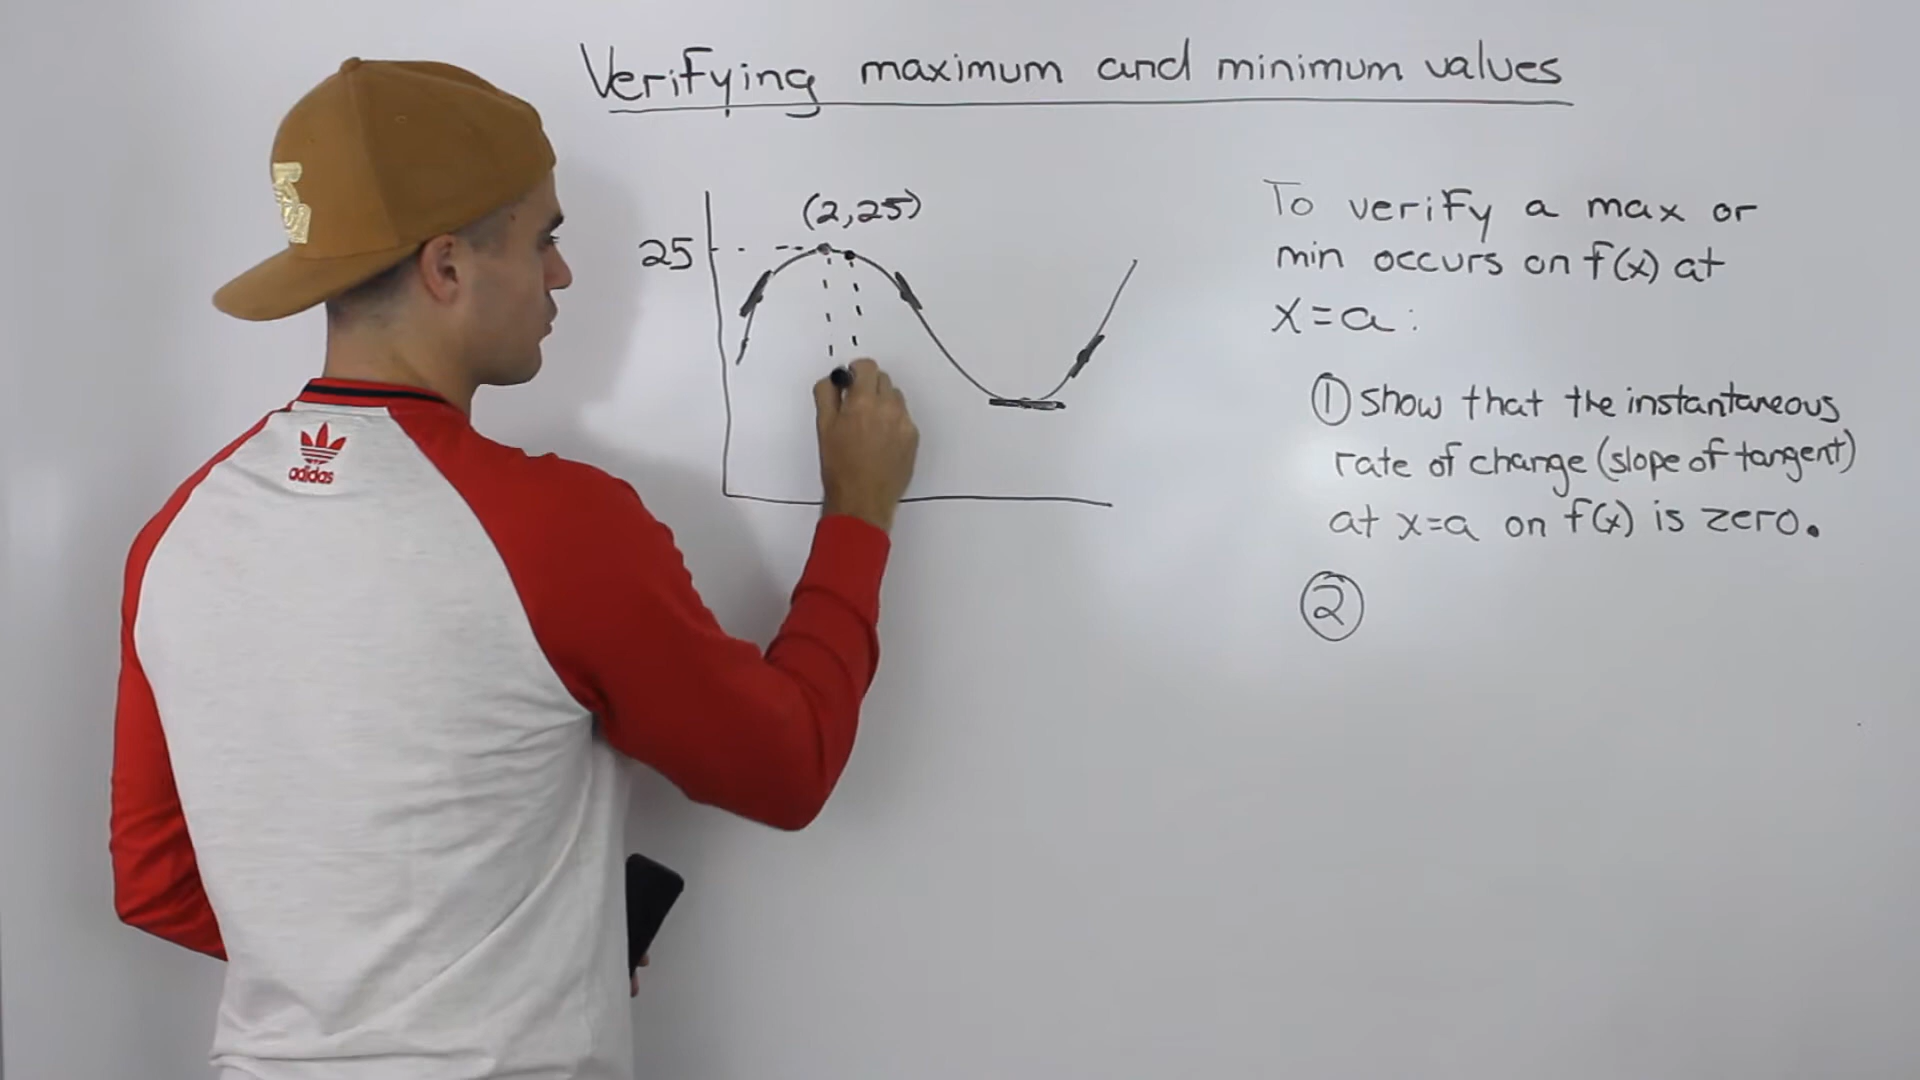 Verifying maximum and minimum values
(2,25)
25
To verify a max or
min occurs on f(x) at
x=a:
① Show that the instantaneous
rate of change (slope of tangent)
at x=a on f(x) is zero.
②
adidas